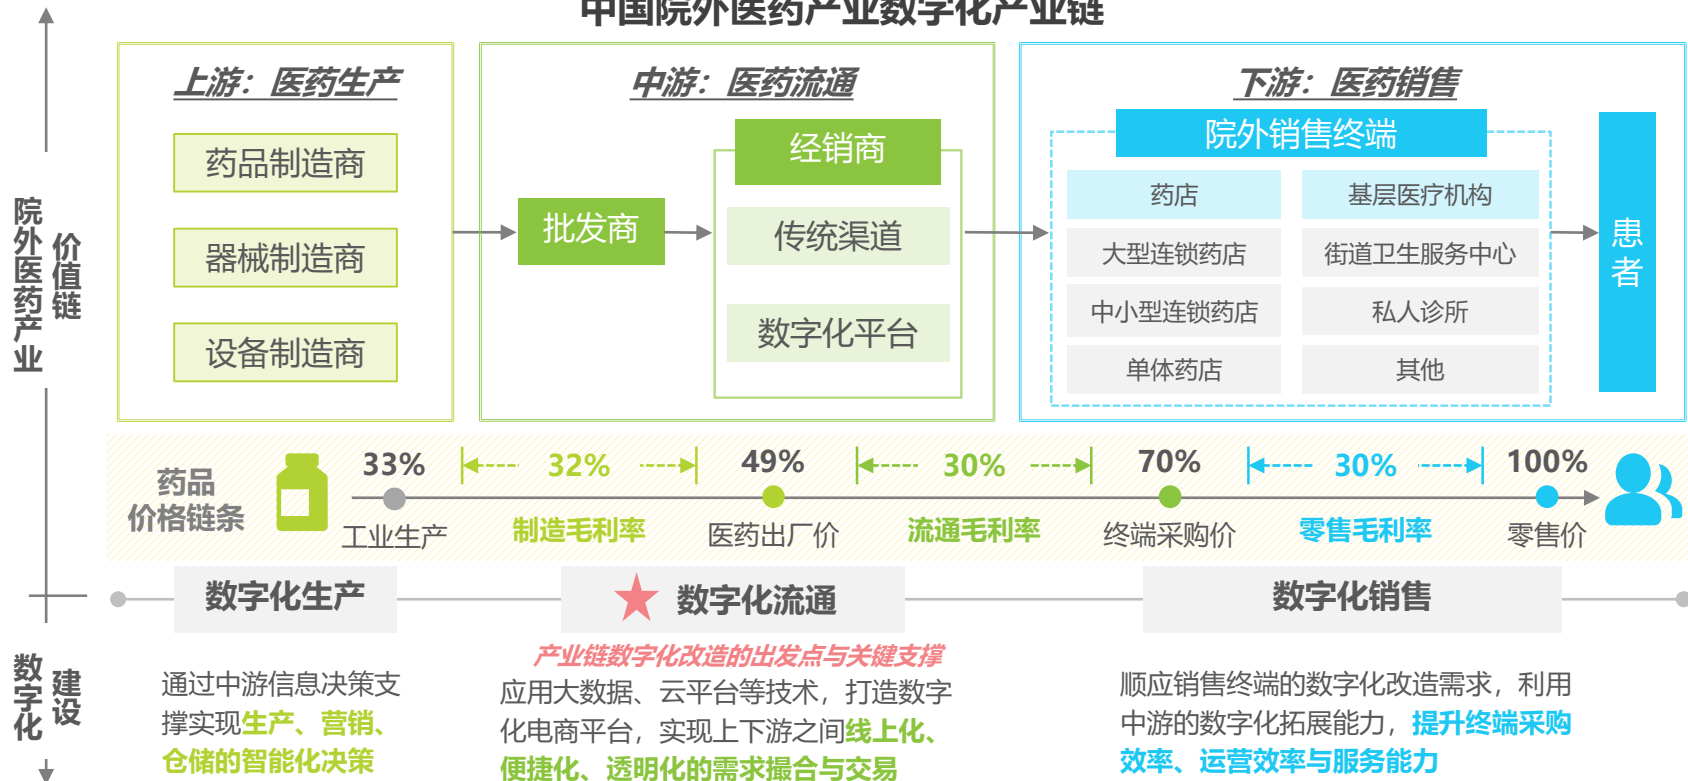 中国院外医药产业数字化产业链
院外医药产业
价值链
上游：医药生产
药品制造商
器械制造商
设备制造商
中游：医药流通
批发商
经销商
传统渠道
数字化平台
下游：医药销售
院外销售终端
药店
基层医疗机构
大型连锁药店
街道卫生服务中心
中小型连锁药店
私人诊所
单体药店
其他
患者
药品
价格链条
33%
32%
49%
30%
70%
30%
100%
工业生产
制造毛利率
医药出厂价
流通毛利率
终端采购价
零售毛利率
零售价
数字化
建设
数字化生产
数字化流通
数字化销售
通过中游信息决策支
撑实现生产、营销、
仓储的智能化决策
产业链数字化改造的出发点与关键支撑
应用大数据、云平台等技术，打造数字
化电商平台，实现上下游之间线上化、
便捷化、透明化的需求撮合与交易
顺应销售终端的数字化改造需求，利用
中游的数字化拓展能力，提升终端采购
效率、运营效率与服务能力